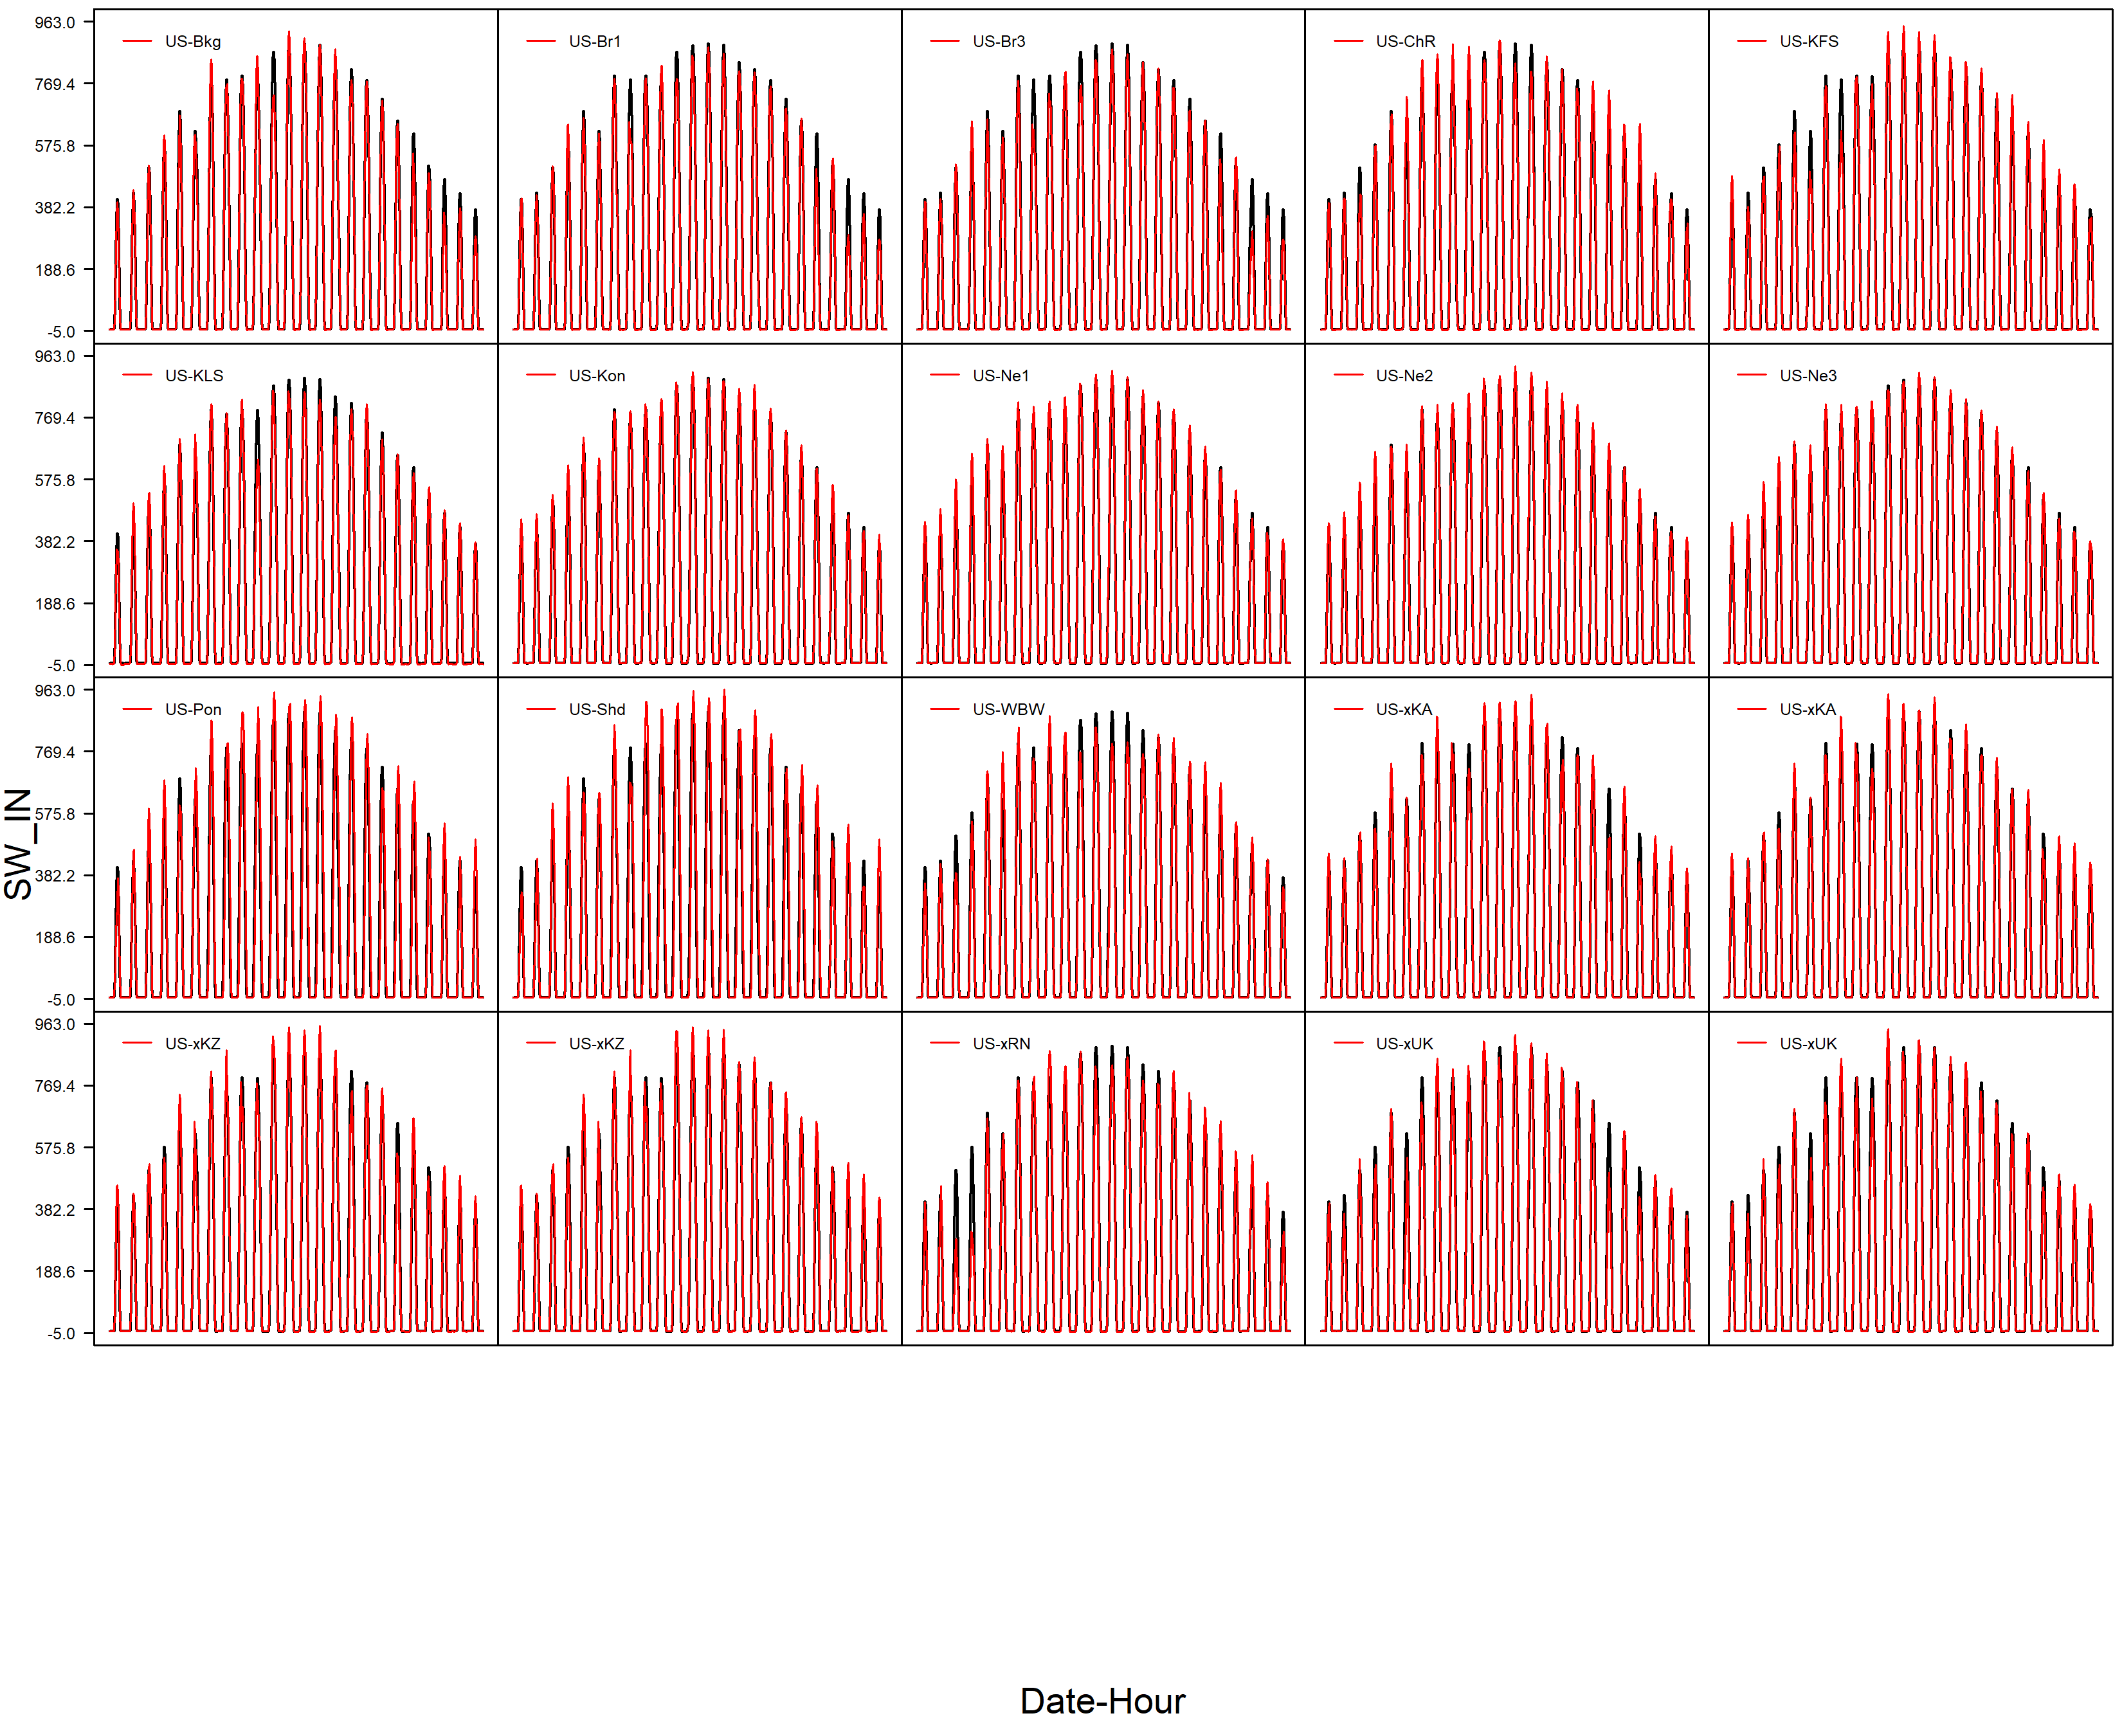 963.0
769.4
575.8
382.2
188.6
-5.0
US-Bkg
US-Br1
US-Br3
US-ChR
US-KFS
963.0
769.4
575.8
382.2
188.6
-5.0
US-KLS
US-Kon
US-Ne1
US-Ne2
US-Ne3
963.0
769.4
575.8
382.2
188.6
-5.0
US-Pon
US-Shd
US-WBW
US-xKA
US-xKA
963.0
769.4
575.8
382.2
188.6
-5.0
US-xKZ
US-xKZ
US-xRN
US-xUK
US-xUK
SW_IN
Date-Hour